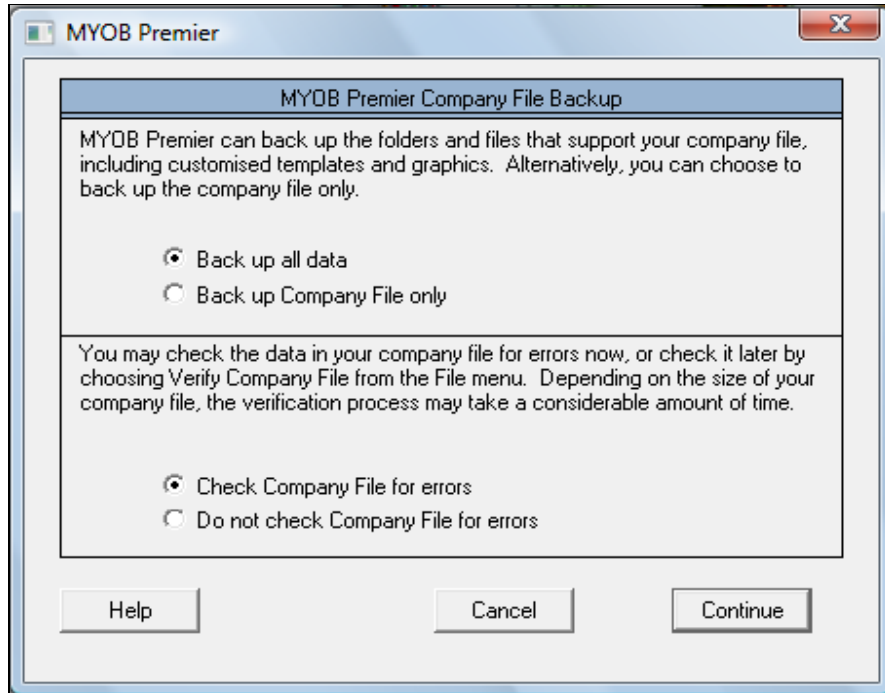 MYOB Premier
MYOB Premier Company File Backup
MYOB Premier can back up the folders and files that support your company file,
including customised templates and graphics.  Alternatively, you can choose to
back up the company file only.
Back up all data
Back up Company File only
You may check the data in your company file for errors now, or check it later by
choosing Verify Company File from the File menu.  Depending on the size of your
company file, the verification process may take a considerable amount of time.
Check Company File for errors
Do not check Company File for errors
Help
Cancel
Continue